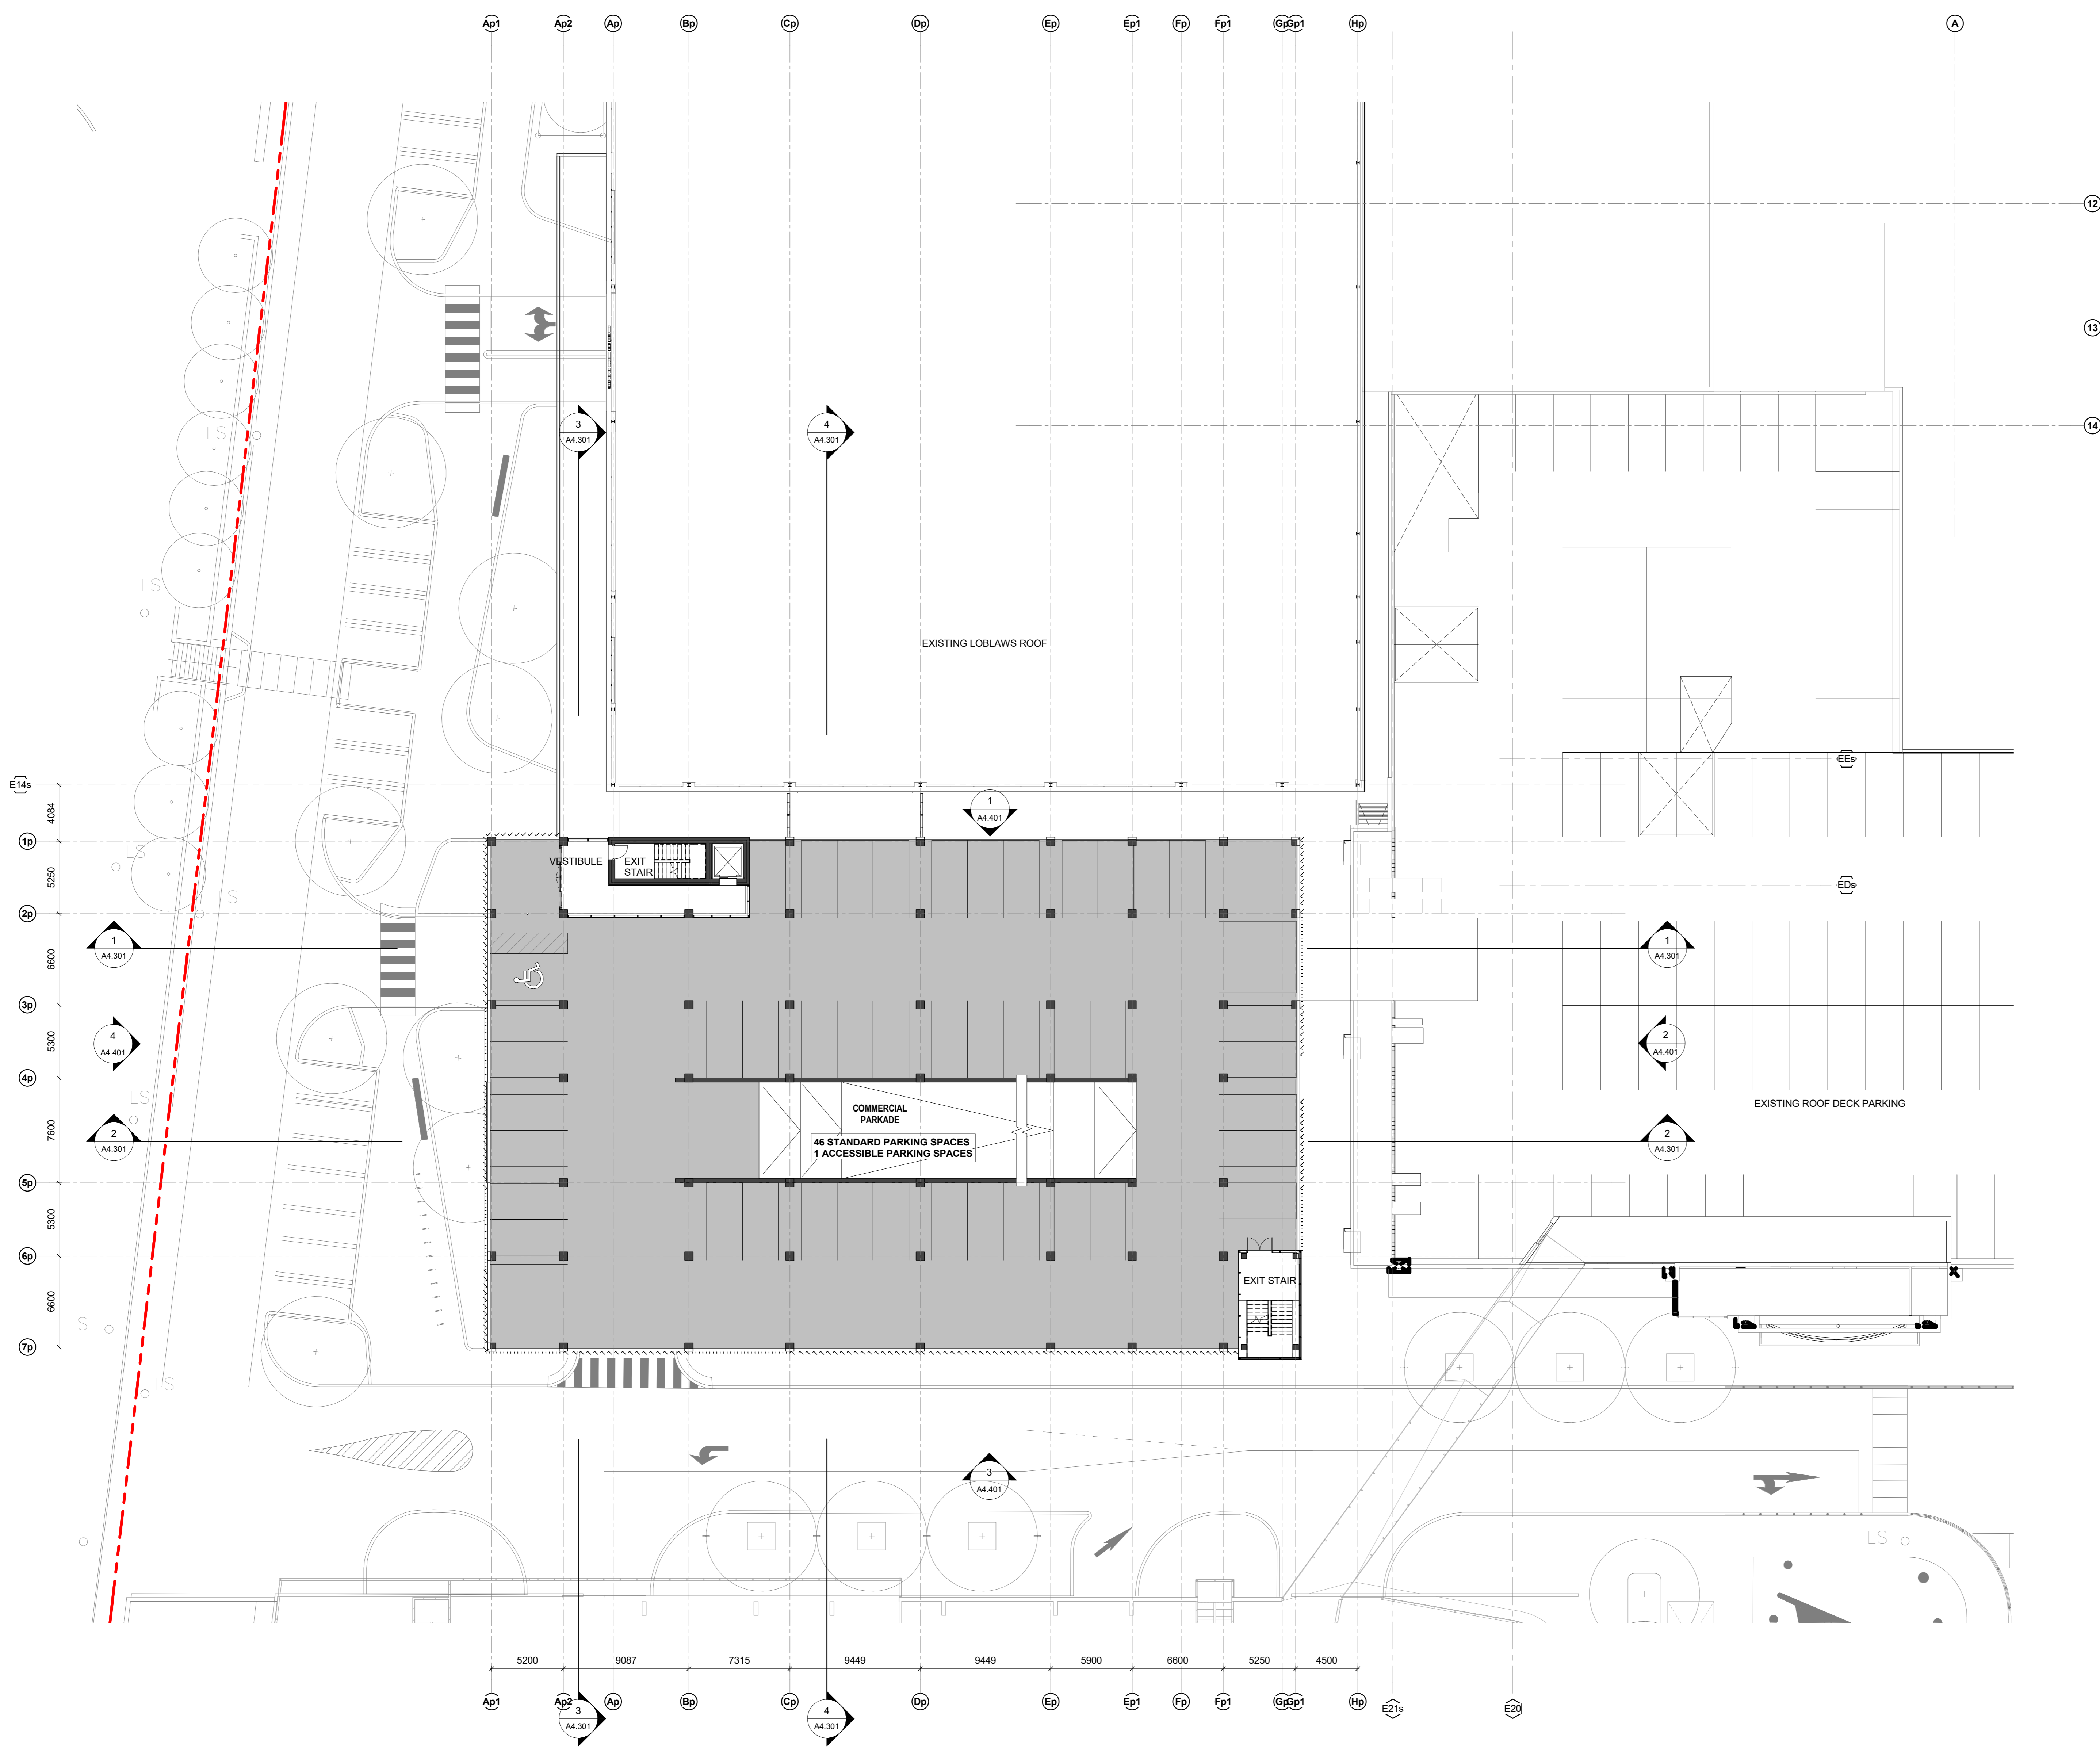 Ap1 Ap2 Ap Bp Cp Dp Ep Ep1 Fp Fp1 Gp Gp1 Hp A
12
13
LS
3
A4.301
4
A4.301
14
LS
EXISTING LOBLAWS ROOF
EEs
E14s
4084
1
A4.401
1p
LS
VESTIBULE
EXIT
STAIR
5250
EDs
LS
2p
1
A4.301
6600
1
A4.301
3p
4
A4.401
5300
2
A4.401
4p
LS
COMMERCIAL
PARKADE
46 STANDARD PARKING SPACES
1 ACCESSIBLE PARKING SPACES
EXISTING ROOF DECK PARKING
2
A4.301
7600
2
A4.301
5p
5300
6p
EXIT STAIR
6600
S
7p
LS
3
A4.401
LS
5200 9087 7315 9449 9449 5900 6600 5250 4500
Ap1 Ap2 Ap Bp Cp Dp Ep Ep1 Fp Fp1 Gp Gp1 Hp E21s E20
3
A4.301
4
A4.301